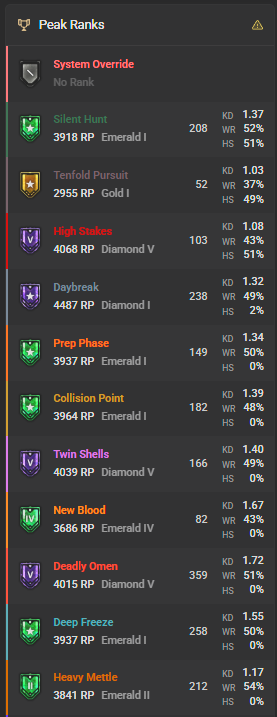 Peak Ranks
System Override
No Rank
Silent Hunt
3918 RP Emerald I
208
KD 1.37
WR 52%
HS 51%
Tenfold Pursuit
2955 RP Gold I
52
KD 1.03
WR 37%
HS 49%
High Stakes
4068 RP Diamond V
103
KD 1.08
WR 43%
HS 51%
Daybreak
4487 RP Diamond I
238
KD 1.32
WR 49%
HS 2%
Prep Phase
3937 RP Emerald I
149
KD 1.34
WR 50%
HS 0%
Collision Point
3964 RP Emerald I
182
KD 1.39
WR 48%
HS 0%
Twin Shells
4039 RP Diamond V
166
KD 1.40
WR 49%
HS 0%
New Blood
3686 RP Emerald IV
82
KD 1.67
WR 43%
HS 0%
Deadly Omen
4015 RP Diamond V
359
KD 1.72
WR 51%
HS 0%
Deep Freeze
3937 RP Emerald I
258
KD 1.55
WR 50%
HS 0%
Heavy Mettle
3841 RP Emerald II
212
KD 1.17
WR 54%
HS 0%